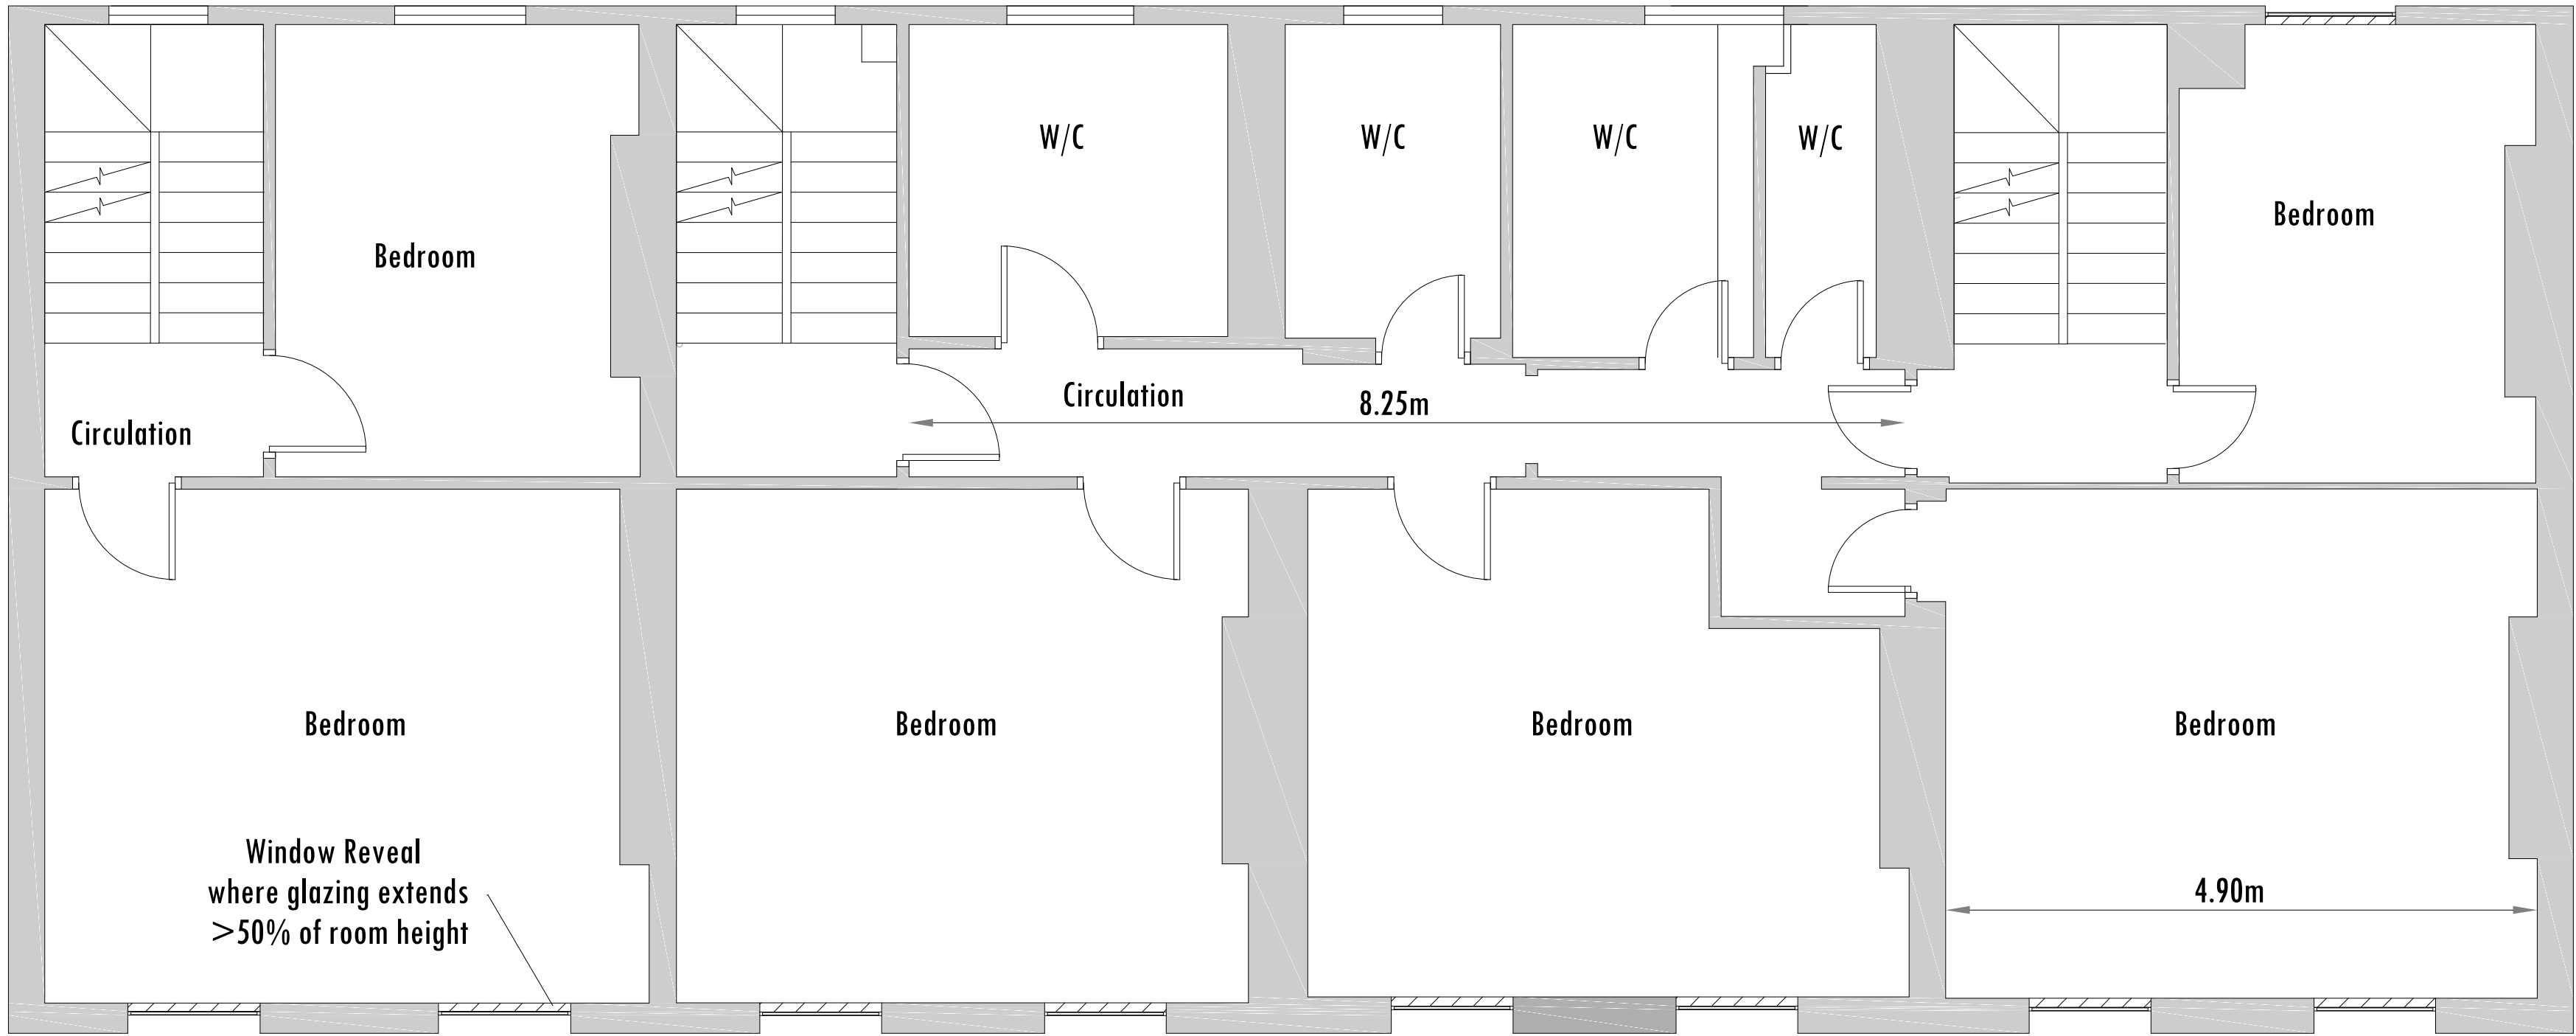 W/C
W/C
W/C
W/C
Bedroom
Bedroom
Circulation
8.25m
Circulation
Bedroom
Bedroom
Bedroom
Bedroom
Window Reveal
where glazing extends
>50% of room height
4.90m